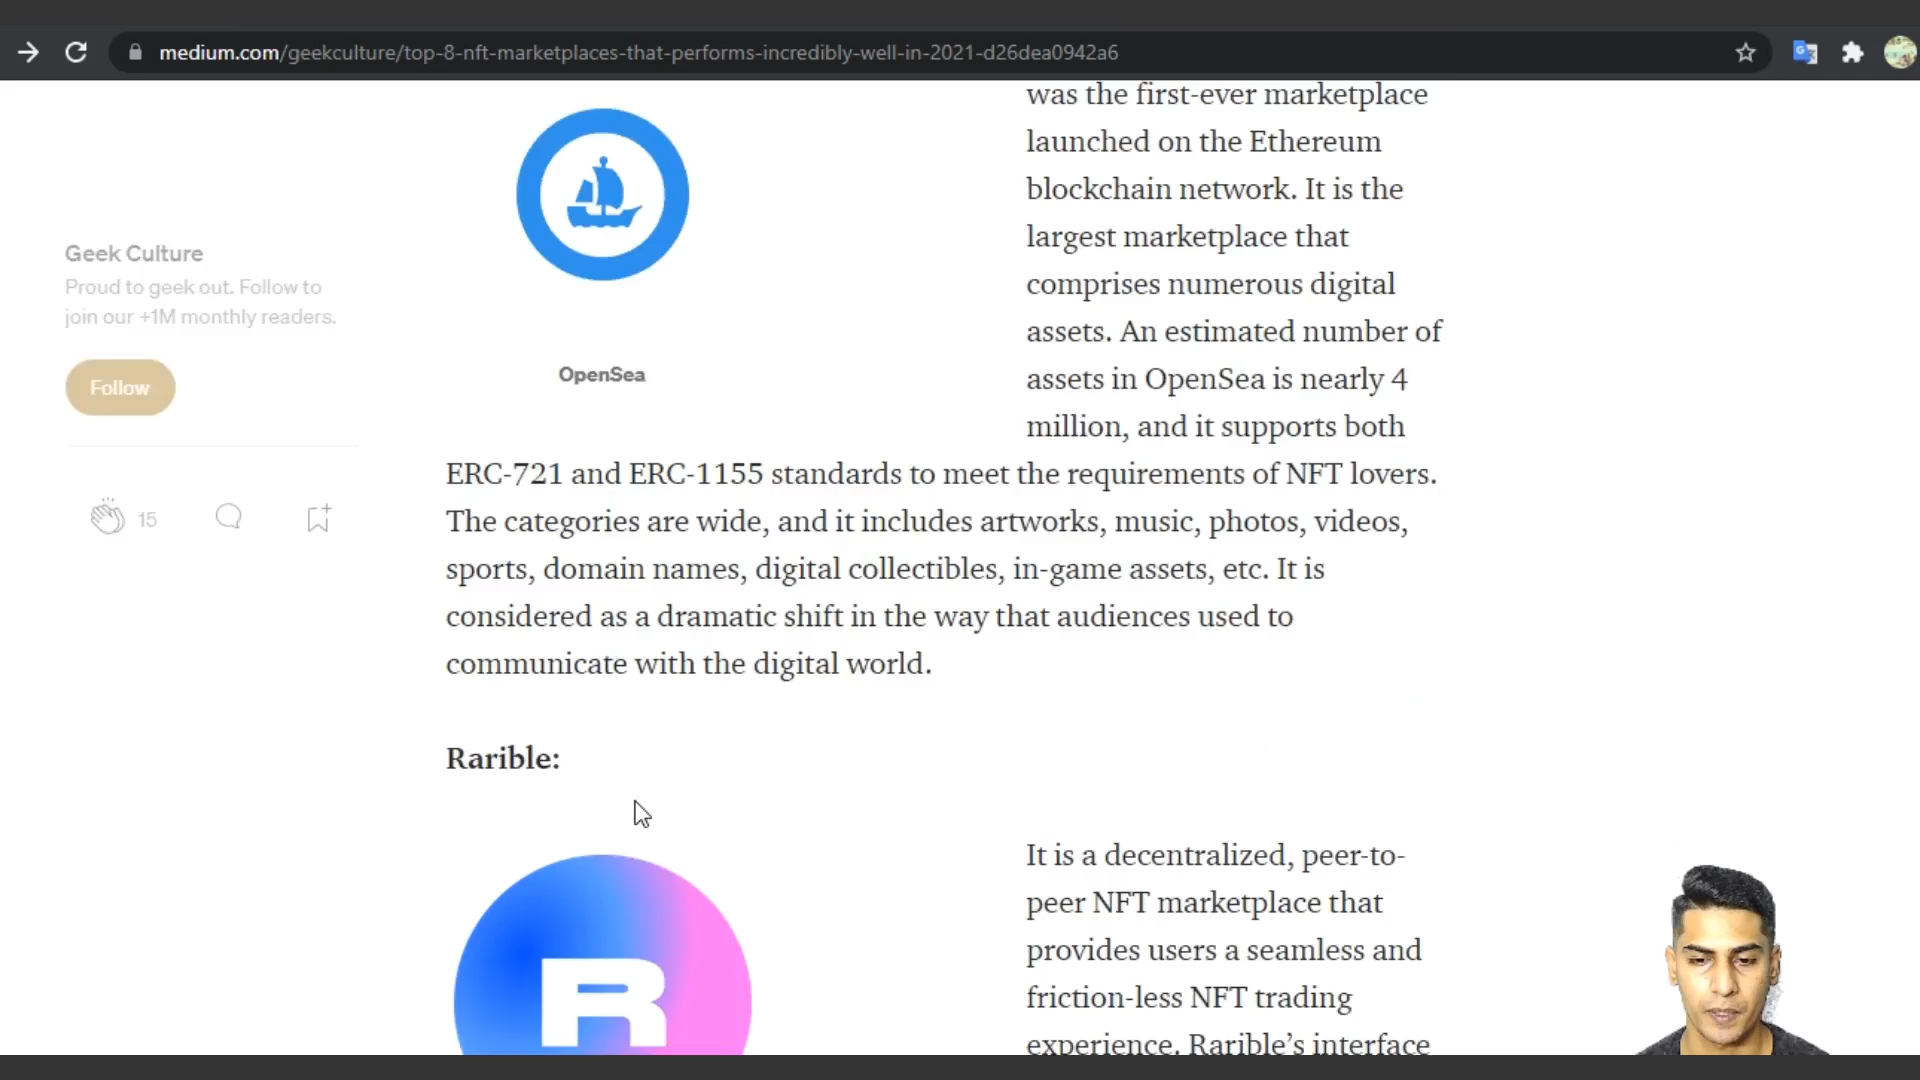 medium.com/geekculture/top-8-nft-marketplaces-that-performs-incredibly-well-in-2021-d26dea0942a6
Geek Culture
Proud to geek out. Follow to
join our +1M monthly readers.
Follow
15
OpenSea
was the first-ever marketplace
launched on the Ethereum
blockchain network. It is the
largest marketplace that
comprises numerous digital
assets. An estimated number of
assets in OpenSea is nearly 4
million, and it supports both
ERC-721 and ERC-1155 standards to meet the requirements of NFT lovers.
The categories are wide, and it includes artworks, music, photos, videos,
sports, domain names, digital collectibles, in-game assets, etc. It is
considered as a dramatic shift in the way that audiences used to
communicate with the digital world.
Rarible:
R
It is a decentralized, peer-to-
peer NFT marketplace that
provides users a seamless and
friction-less NFT trading
experience. Rarible’s interface